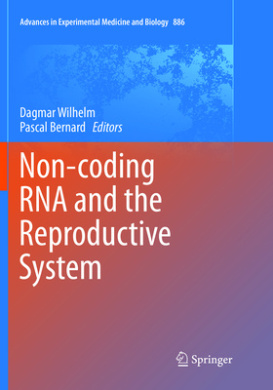 Advances in Experimental Medicine and Biology 886
Dagmar Wilhelm
Pascal Bernard Editors
Non-coding
RNA and the
Reproductive
System
Springer